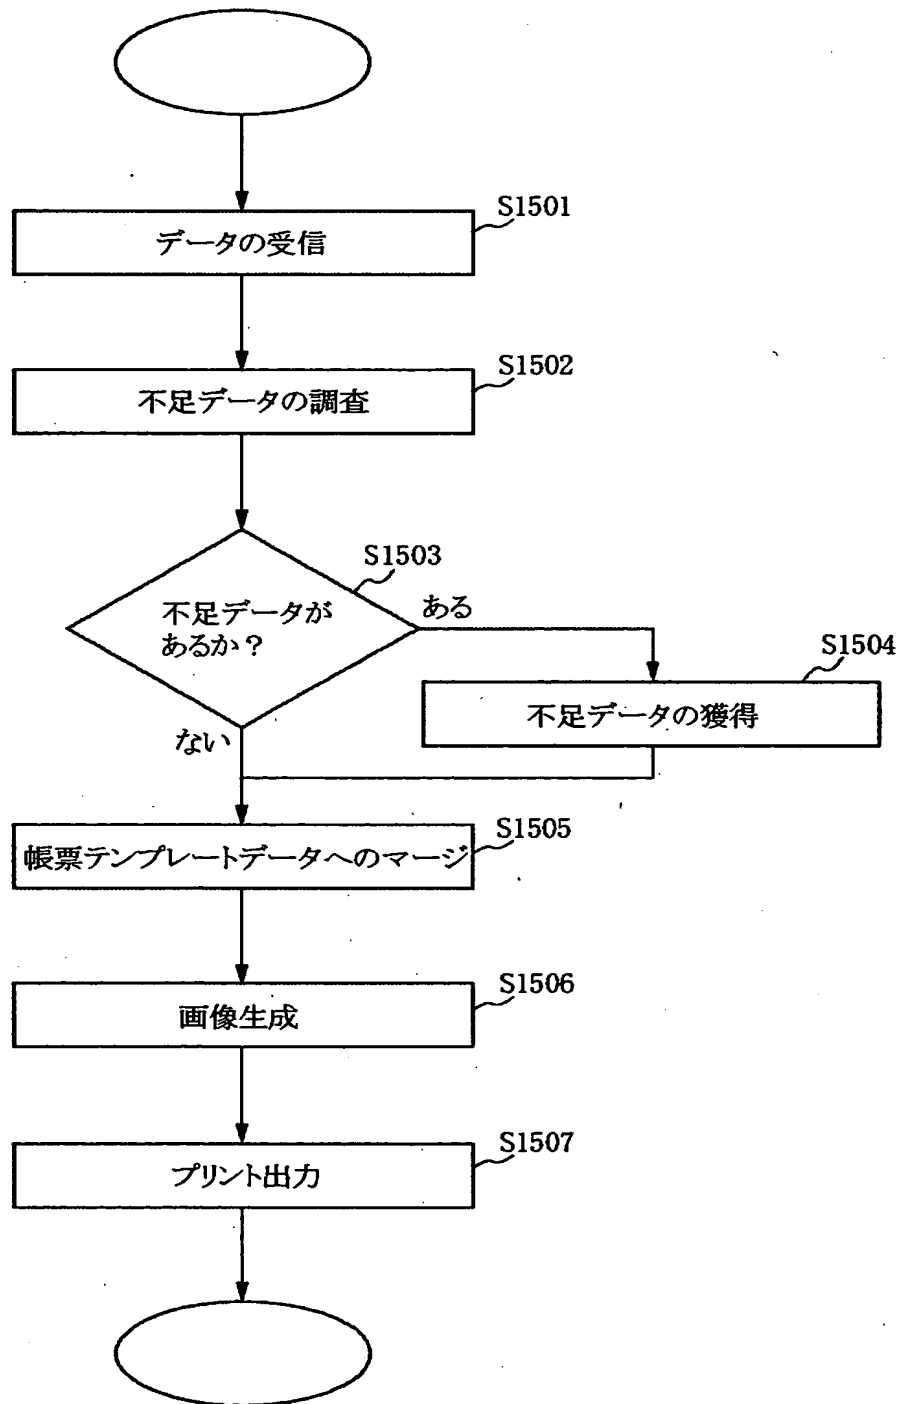 S1501
データの受信
S1502
不足データの調査
S1503
不足データが
あるか？
ある
S1504
不足データの獲得
ない
S1505
帳票テンプレートデータへのマージ
S1506
画像生成
S1507
プリント出力